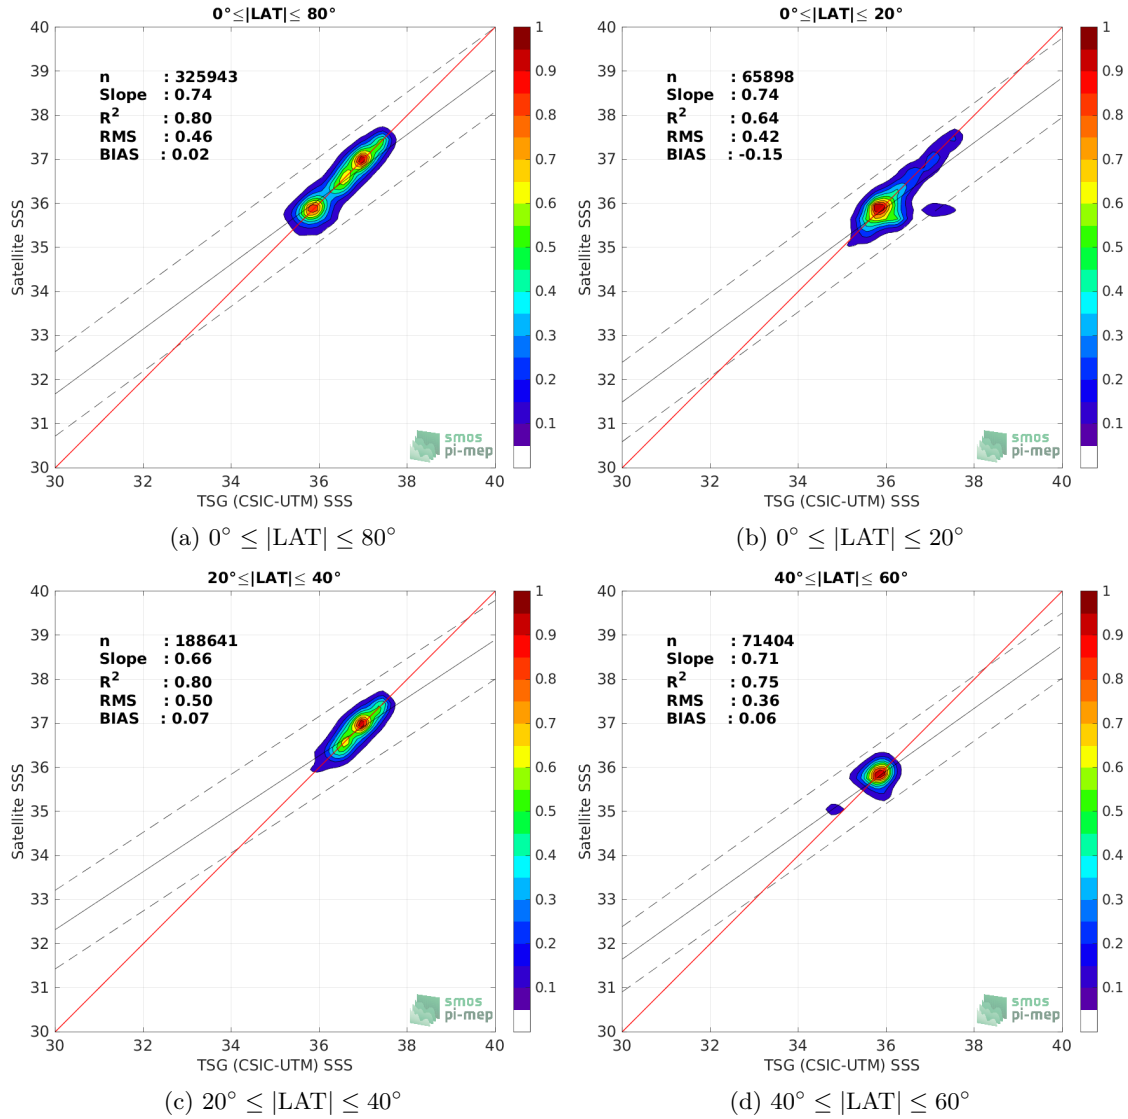 0°≤|LAT|≤ 80°
n : 325943
Slope : 0.74
R² : 0.80
RMS : 0.46
BIAS : 0.02
40
39
38
37
36
35
34
33
32
31
30
30 32 34 36 38 40
Satellite SSS
TSG (CSIC-UTM) SSS
1
0.9
0.8
0.7
0.6
0.5
0.4
0.3
0.2
0.1
smos
pi-mep
(a) 0° ≤ |LAT| ≤ 80°
0°≤|LAT|≤ 20°
n : 65898
Slope : 0.74
R² : 0.64
RMS : 0.42
BIAS : -0.15
40
39
38
37
36
35
34
33
32
31
30
30 32 34 36 38 40
Satellite SSS
TSG (CSIC-UTM) SSS
1
0.9
0.8
0.7
0.6
0.5
0.4
0.3
0.2
0.1
smos
pi-mep
(b) 0° ≤ |LAT| ≤ 20°
20°≤|LAT|≤ 40°
n : 188641
Slope : 0.66
R² : 0.80
RMS : 0.50
BIAS : 0.07
40
39
38
37
36
35
34
33
32
31
30
30 32 34 36 38 40
Satellite SSS
TSG (CSIC-UTM) SSS
1
0.9
0.8
0.7
0.6
0.5
0.4
0.3
0.2
0.1
smos
pi-mep
(c) 20° ≤ |LAT| ≤ 40°
40°≤|LAT|≤ 60°
n : 71404
Slope : 0.71
R² : 0.75
RMS : 0.36
BIAS : 0.06
40
39
38
37
36
35
34
33
32
31
30
30 32 34 36 38 40
Satellite SSS
TSG (CSIC-UTM) SSS
1
0.9
0.8
0.7
0.6
0.5
0.4
0.3
0.2
0.1
smos
pi-mep
(d) 40° ≤ |LAT| ≤ 60°